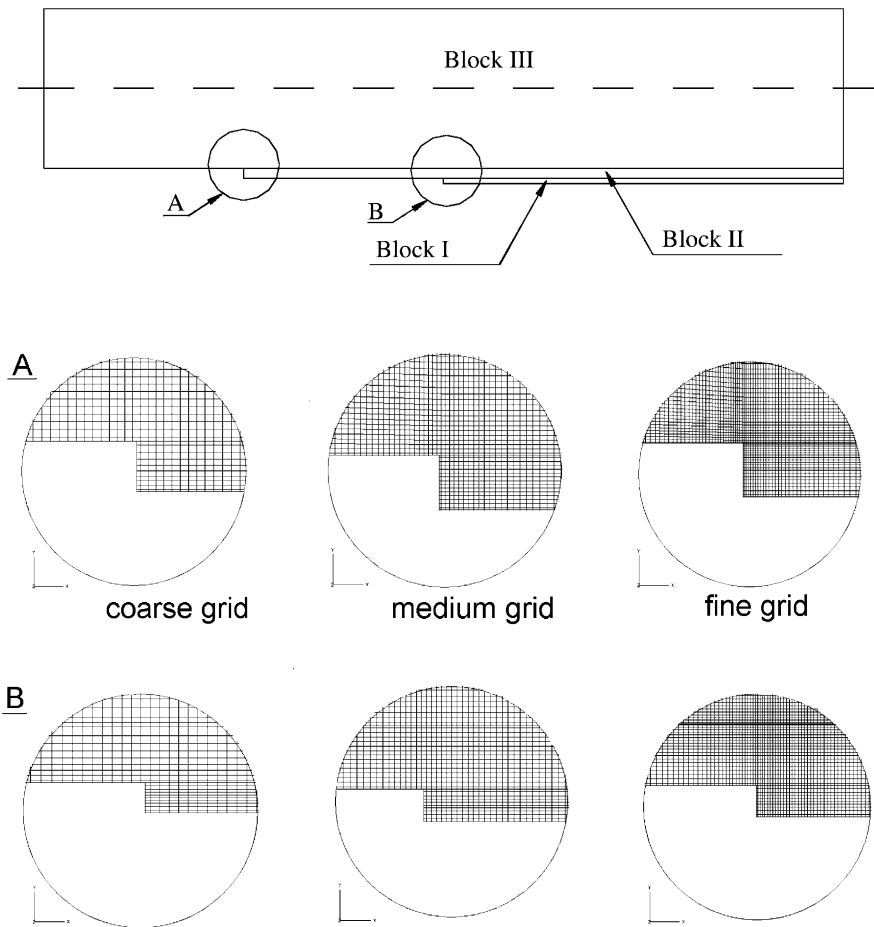 Block III
A
B
Block I
Block II
A
Y
Z
X
Y
Z
X
Y
Z
X
coarse grid
medium grid
fine grid
B
Y
Z
X
Y
Z
X
Y
Z
X